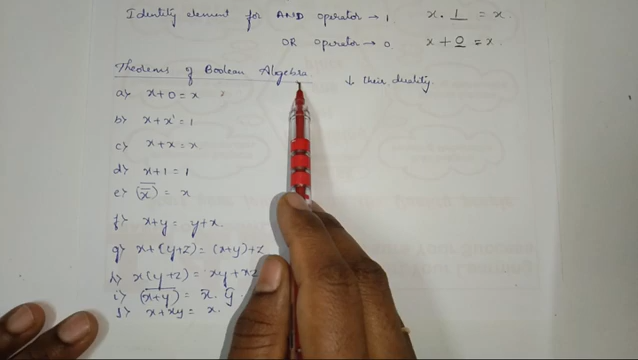 Identity element for AND operator → 1 x . 1 = x.
OR operator → 0. x + 0 = x
Theorems of Boolean Algebra. ↓ their duality.
a) x+0 = x
b) x + x' = 1
c) x+x = x
d) x+1 = 1
e) (x̅)̅ = x
f) x+y = y+x.
g) x+(y+z) = (x+y)+z
h) x(y+z) = xy + xz
i) (x+y)̅ = x̅ . y̅
j) x+xy = x.